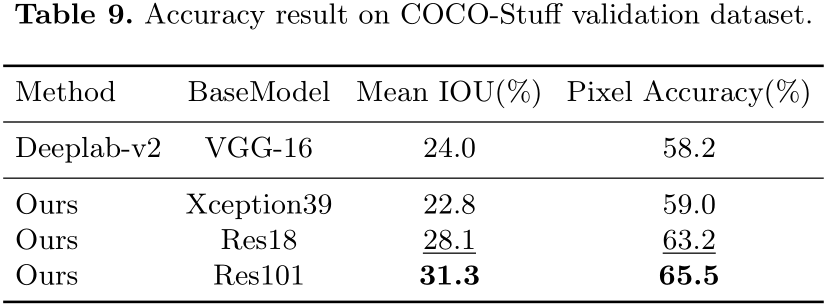 Table 9. Accuracy result on COCO-Stuff validation dataset.
Method BaseModel Mean IOU(%) Pixel Accuracy(%)
Deeplab-v2 VGG-16 24.0 58.2
Ours Xception39 22.8 59.0
Ours Res18 28.1 63.2
Ours Res101 31.3 65.5